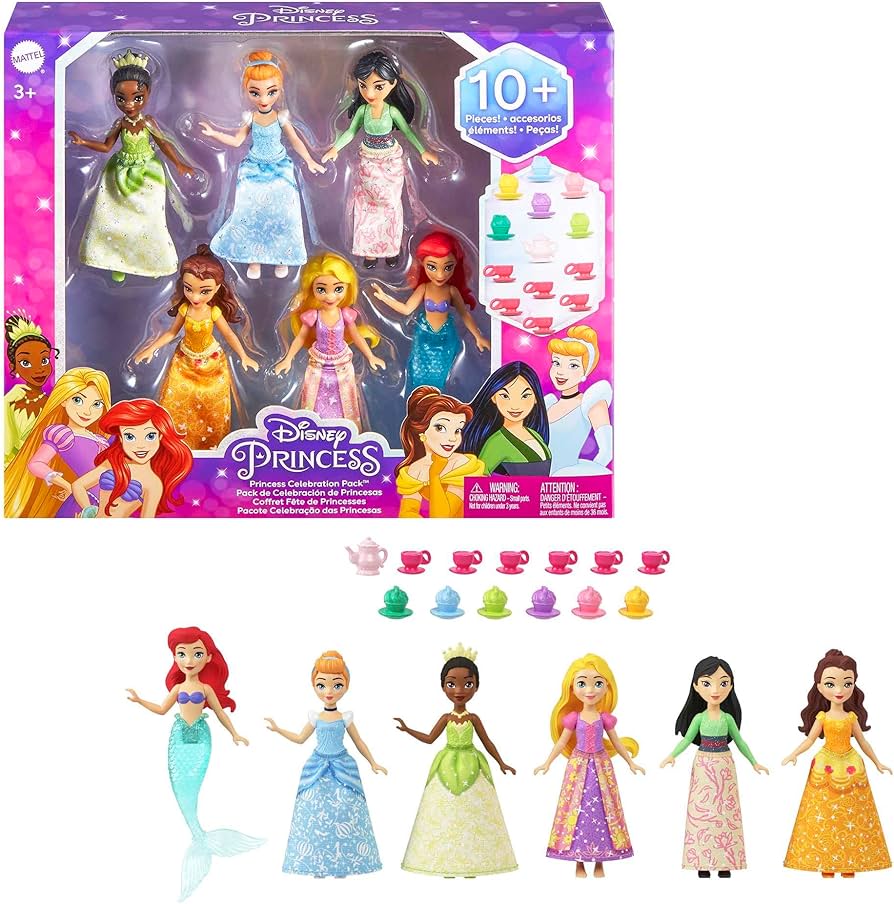 MATTEL
3+
Disney
PRINCESS
10+
Pieces! • accesorios
éléments! • Peças!
Disney
PRINCESS
Princess Celebration Pack™
Pack de Celebración de Princesas
Coffret Fête de Princesses
Pacote Celebração das Princesas
WARNING:
CHOKING HAZARD – Small parts.
Not for children under 3 years.
ATTENTION :
DANGER D'ÉTOUFFEMENT –
Petits éléments. Ne convient pas
aux enfants de moins de 36 mois.